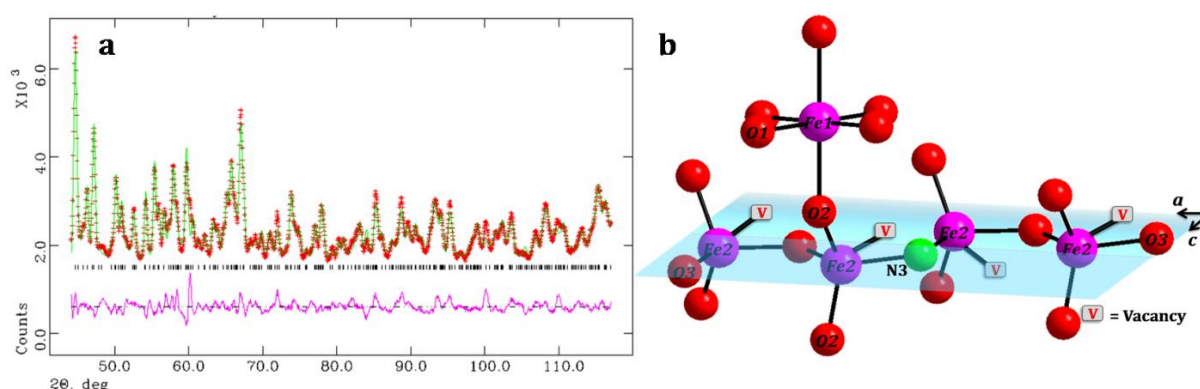 a
X10 3
6.0
4.0
2.0
0.0
Counts
50.0 60.0 70.0 80.0 90.0 100.0 110.0
2Θ, deg
b
Fe1
O1
O2
V
V
V
V
a
c
Fe2
Fe2
Fe2
Fe2
O3
O3
N3
O2
V = Vacancy